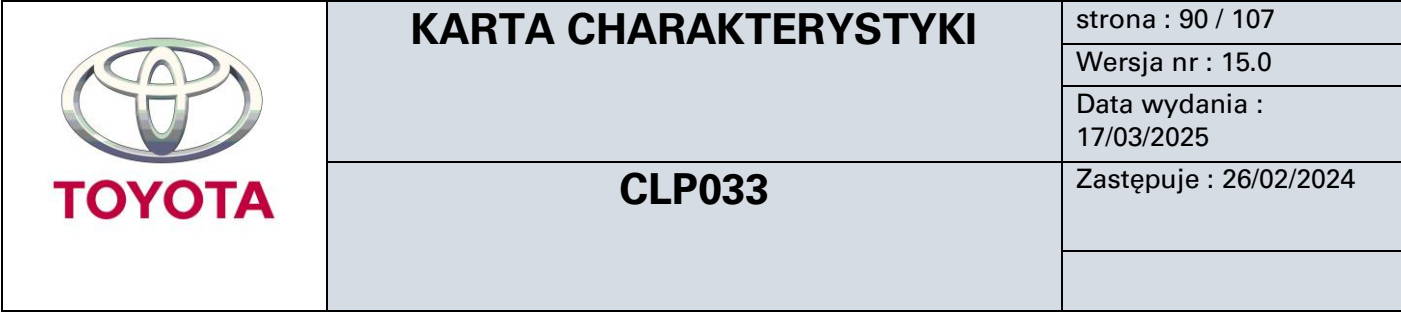 KARTA CHARAKTERYSTYKI
strona : 90 / 107
Wersja nr : 15.0
Data wydania :
17/03/2025
TOYOTA
CLP033
Zastępuje : 26/02/2024